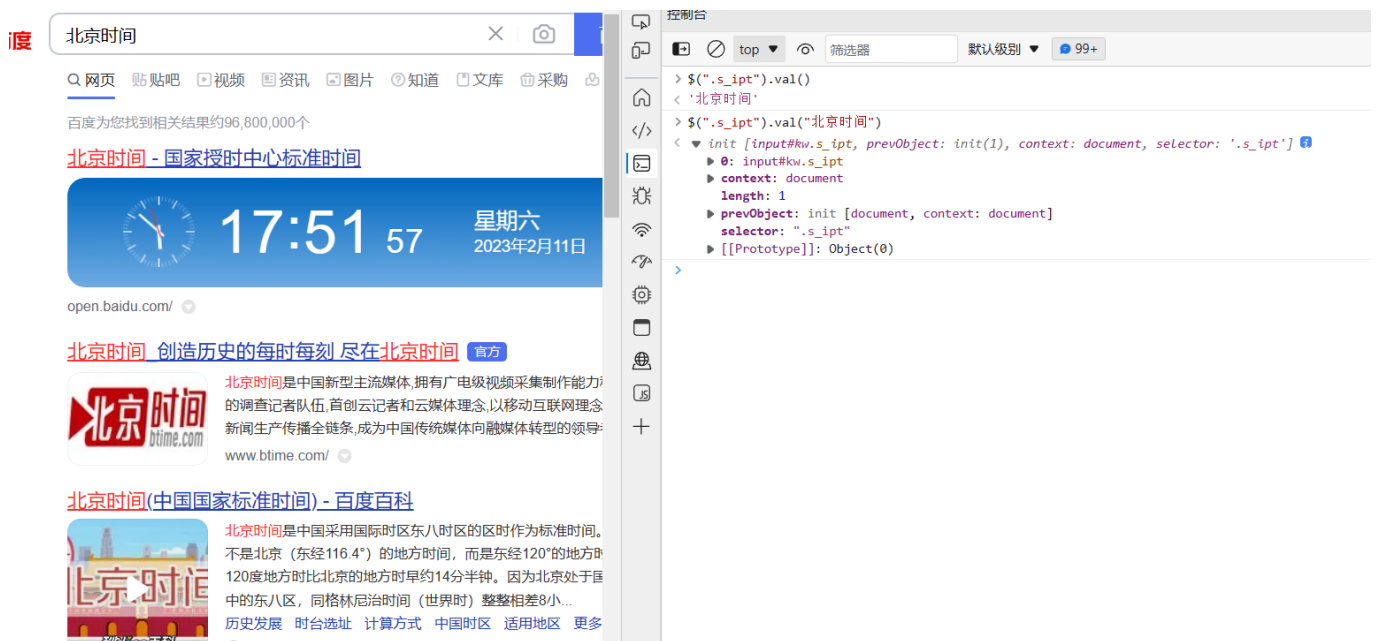 度
北京时间
网页 贴吧 视频 资讯 图片 知道 文库 采购
百度为您找到相关结果约96,800,000个
北京时间 - 国家授时中心标准时间
17:51 57
星期六
2023年2月11日
open.baidu.com/
北京时间_创造历史的每时每刻 尽在北京时间 官方
北京时间是中国新型主流媒体,拥有广电级视频采集制作能力
的调查记者队伍,首创云记者和云媒体理念,以移动互联网理念
新闻生产传播全链条,成为中国传统媒体向融媒体转型的领导
北京时间
btime.com
www.btime.com/
北京时间(中国国家标准时间) - 百度百科
北京时间是中国采用国际时区东八时区的区时作为标准时间。
不是北京（东经116.4°）的地方时间，而是东经120°的地方时
120度地方时比北京的地方时早约14分半钟。因为北京处于国
中的东八区，同格林尼治时间（世界时）整整相差8小...
北京时间
历史发展 时台选址 计算方式 中国时区 适用地区 更多
控制台
top ▼ 筛选器 默认级别 ▼ 99+
> $(".s_ipt").val()
< '北京时间'
> $(".s_ipt").val("北京时间")
< ▼ init [input#kw.s_ipt, prevObject: init(1), context: document, selector: '.s_ipt'] i
▶ 0: input#kw.s_ipt
▶ context: document
length: 1
▶ prevObject: init [document, context: document]
selector: ".s_ipt"
▶ [[Prototype]]: Object(0)
>